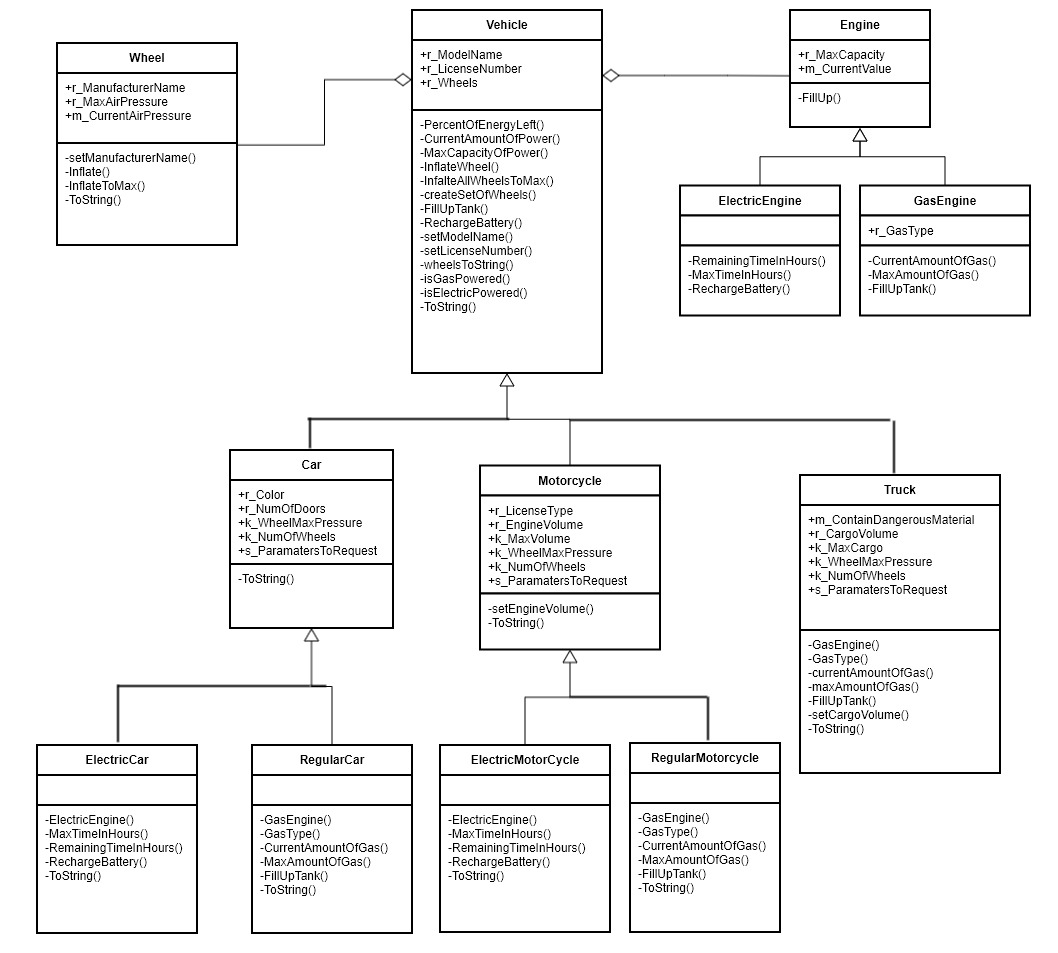 Wheel
+r_ManufacturerName
+r_MaxAirPressure
+m_CurrentAirPressure
-setManufacturerName()
-Inflate()
-InflateToMax()
-ToString()
Vehicle
+r_ModelName
+r_LicenseNumber
+r_Wheels
-PercentOfEnergyLeft()
-CurrentAmountOfPower()
-MaxCapacityOfPower()
-InflateWheel()
-InfalteAllWheelsToMax()
-createSetOfWheels()
-FillUpTank()
-RechargeBattery()
-setModelName()
-setLicenseNumber()
-wheelsToString()
-isGasPowered()
-isElectricPowered()
-ToString()
Engine
+r_MaxCapacity
+m_CurrentValue
-FillUp()
ElectricEngine
-RemainingTimeInHours()
-MaxTimeInHours()
-RechargeBattery()
GasEngine
+r_GasType
-CurrentAmountOfGas()
-MaxAmountOfGas()
-FillUpTank()
Car
+r_Color
+r_NumOfDoors
+k_WheelMaxPressure
+k_NumOfWheels
+s_ParamatersToRequest
-ToString()
Motorcycle
+r_LicenseType
+r_EngineVolume
+k_MaxVolume
+k_WheelMaxPressure
+k_NumOfWheels
+s_ParamatersToRequest
-setEngineVolume()
-ToString()
Truck
+m_ContainDangerousMaterial
+r_CargoVolume
+k_MaxCargo
+k_WheelMaxPressure
+k_NumOfWheels
+s_ParamatersToRequest
-GasEngine()
-GasType()
-currentAmountOfGas()
-maxAmountOfGas()
-FillUpTank()
-setCargoVolume()
-ToString()
ElectricCar
-ElectricEngine()
-MaxTimeInHours()
-RemainingTimeInHours()
-RechargeBattery()
-ToString()
RegularCar
-GasEngine()
-GasType()
-CurrentAmountOfGas()
-MaxAmountOfGas()
-FillUpTank()
-ToString()
ElectricMotorCycle
-ElectricEngine()
-MaxTimeInHours()
-RemainingTimeInHours()
-RechargeBattery()
-ToString()
RegularMotorcycle
-GasEngine()
-GasType()
-CurrentAmountOfGas()
-MaxAmountOfGas()
-FillUpTank()
-ToString()